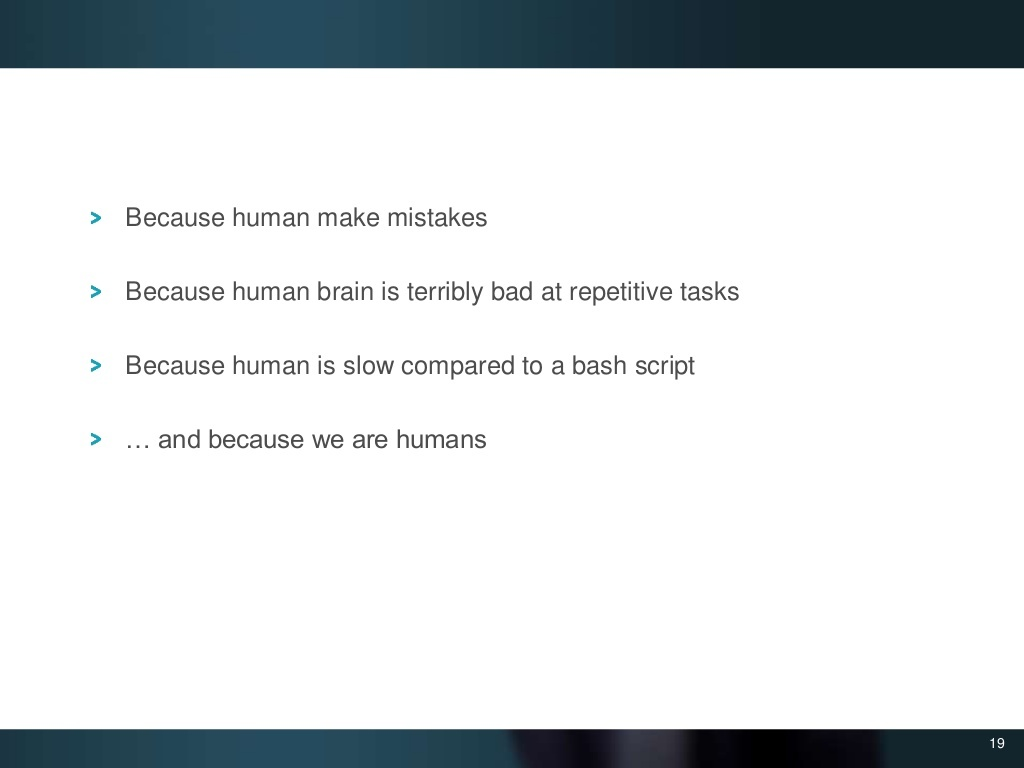 > Because human make mistakes
> Because human brain is terribly bad at repetitive tasks
> Because human is slow compared to a bash script
> … and because we are humans
19